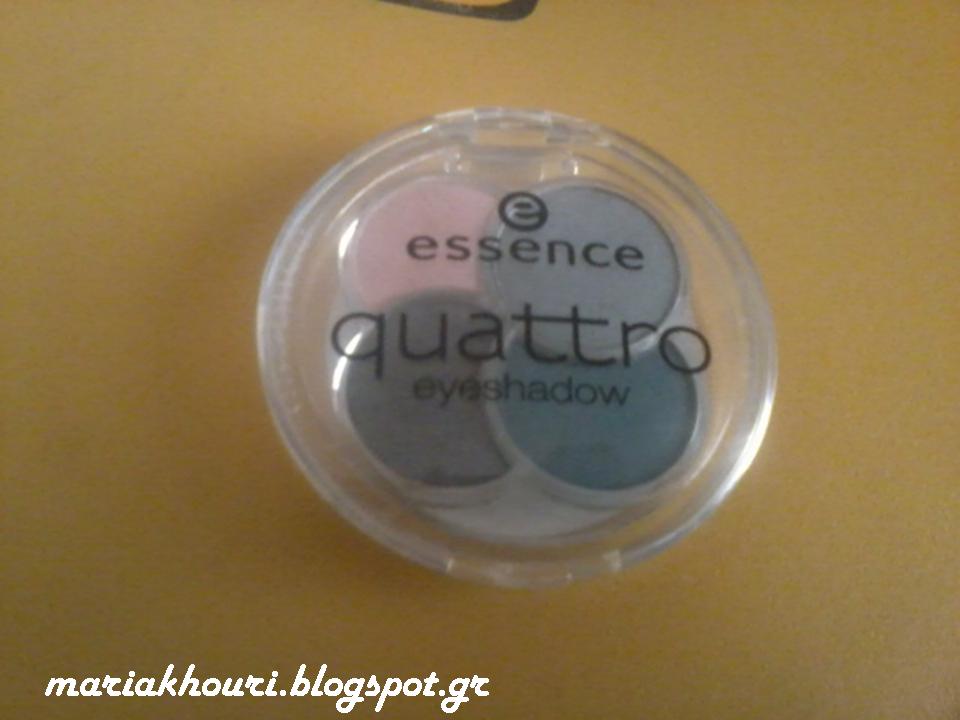 e
essence
quattro
eyeshadow
mariakhouri.blogspot.gr